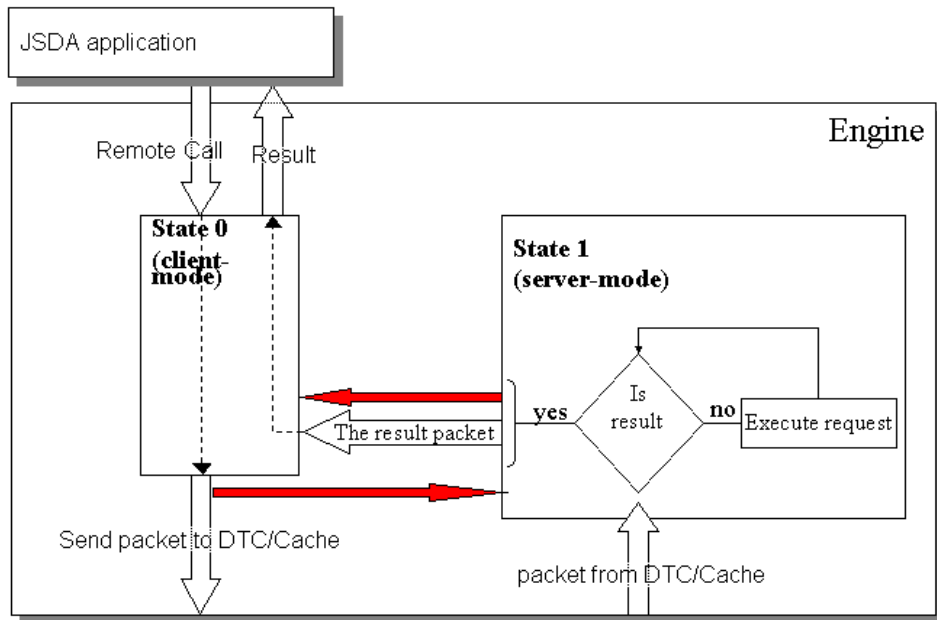 JSDA application
Engine
Remote Call
Result
State 0
(client-
mode)
State 1
(server-mode)
Is
result
yes
no
Execute request
The result packet
Send packet to DTC/Cache
packet from DTC/Cache